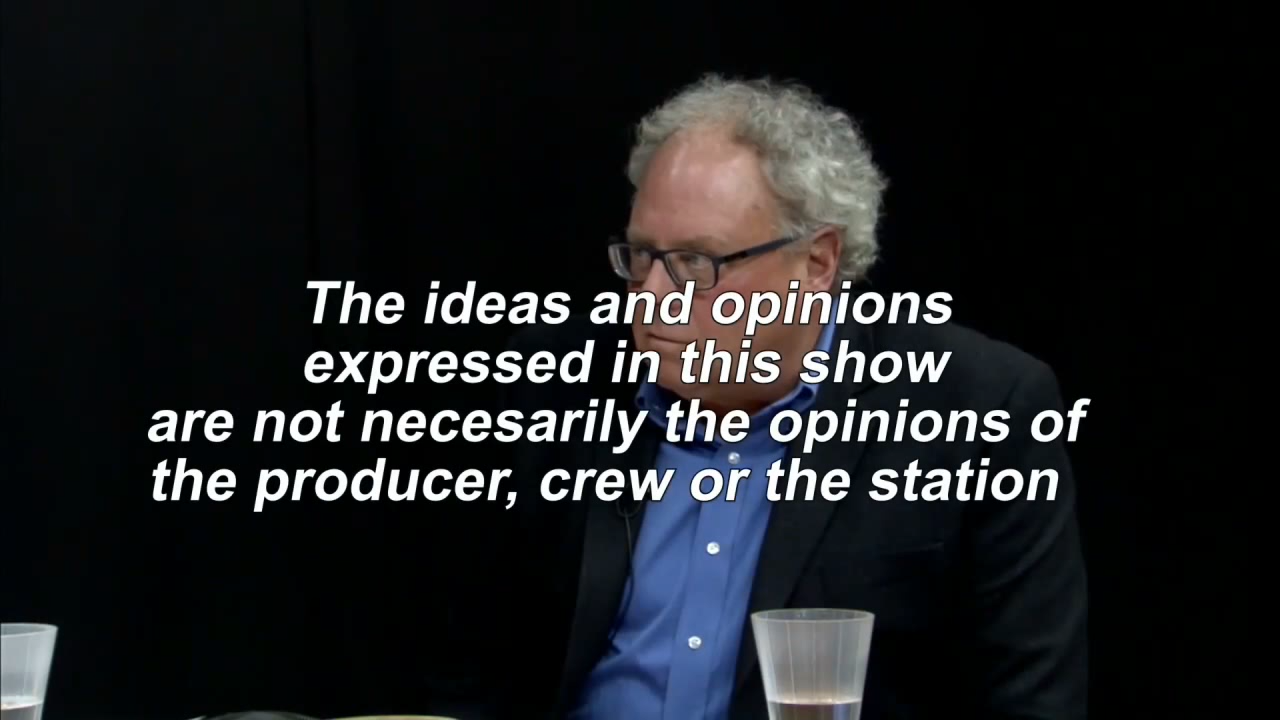 The ideas and opinions
expressed in this show
are not necesarily the opinions of
the producer, crew or the station